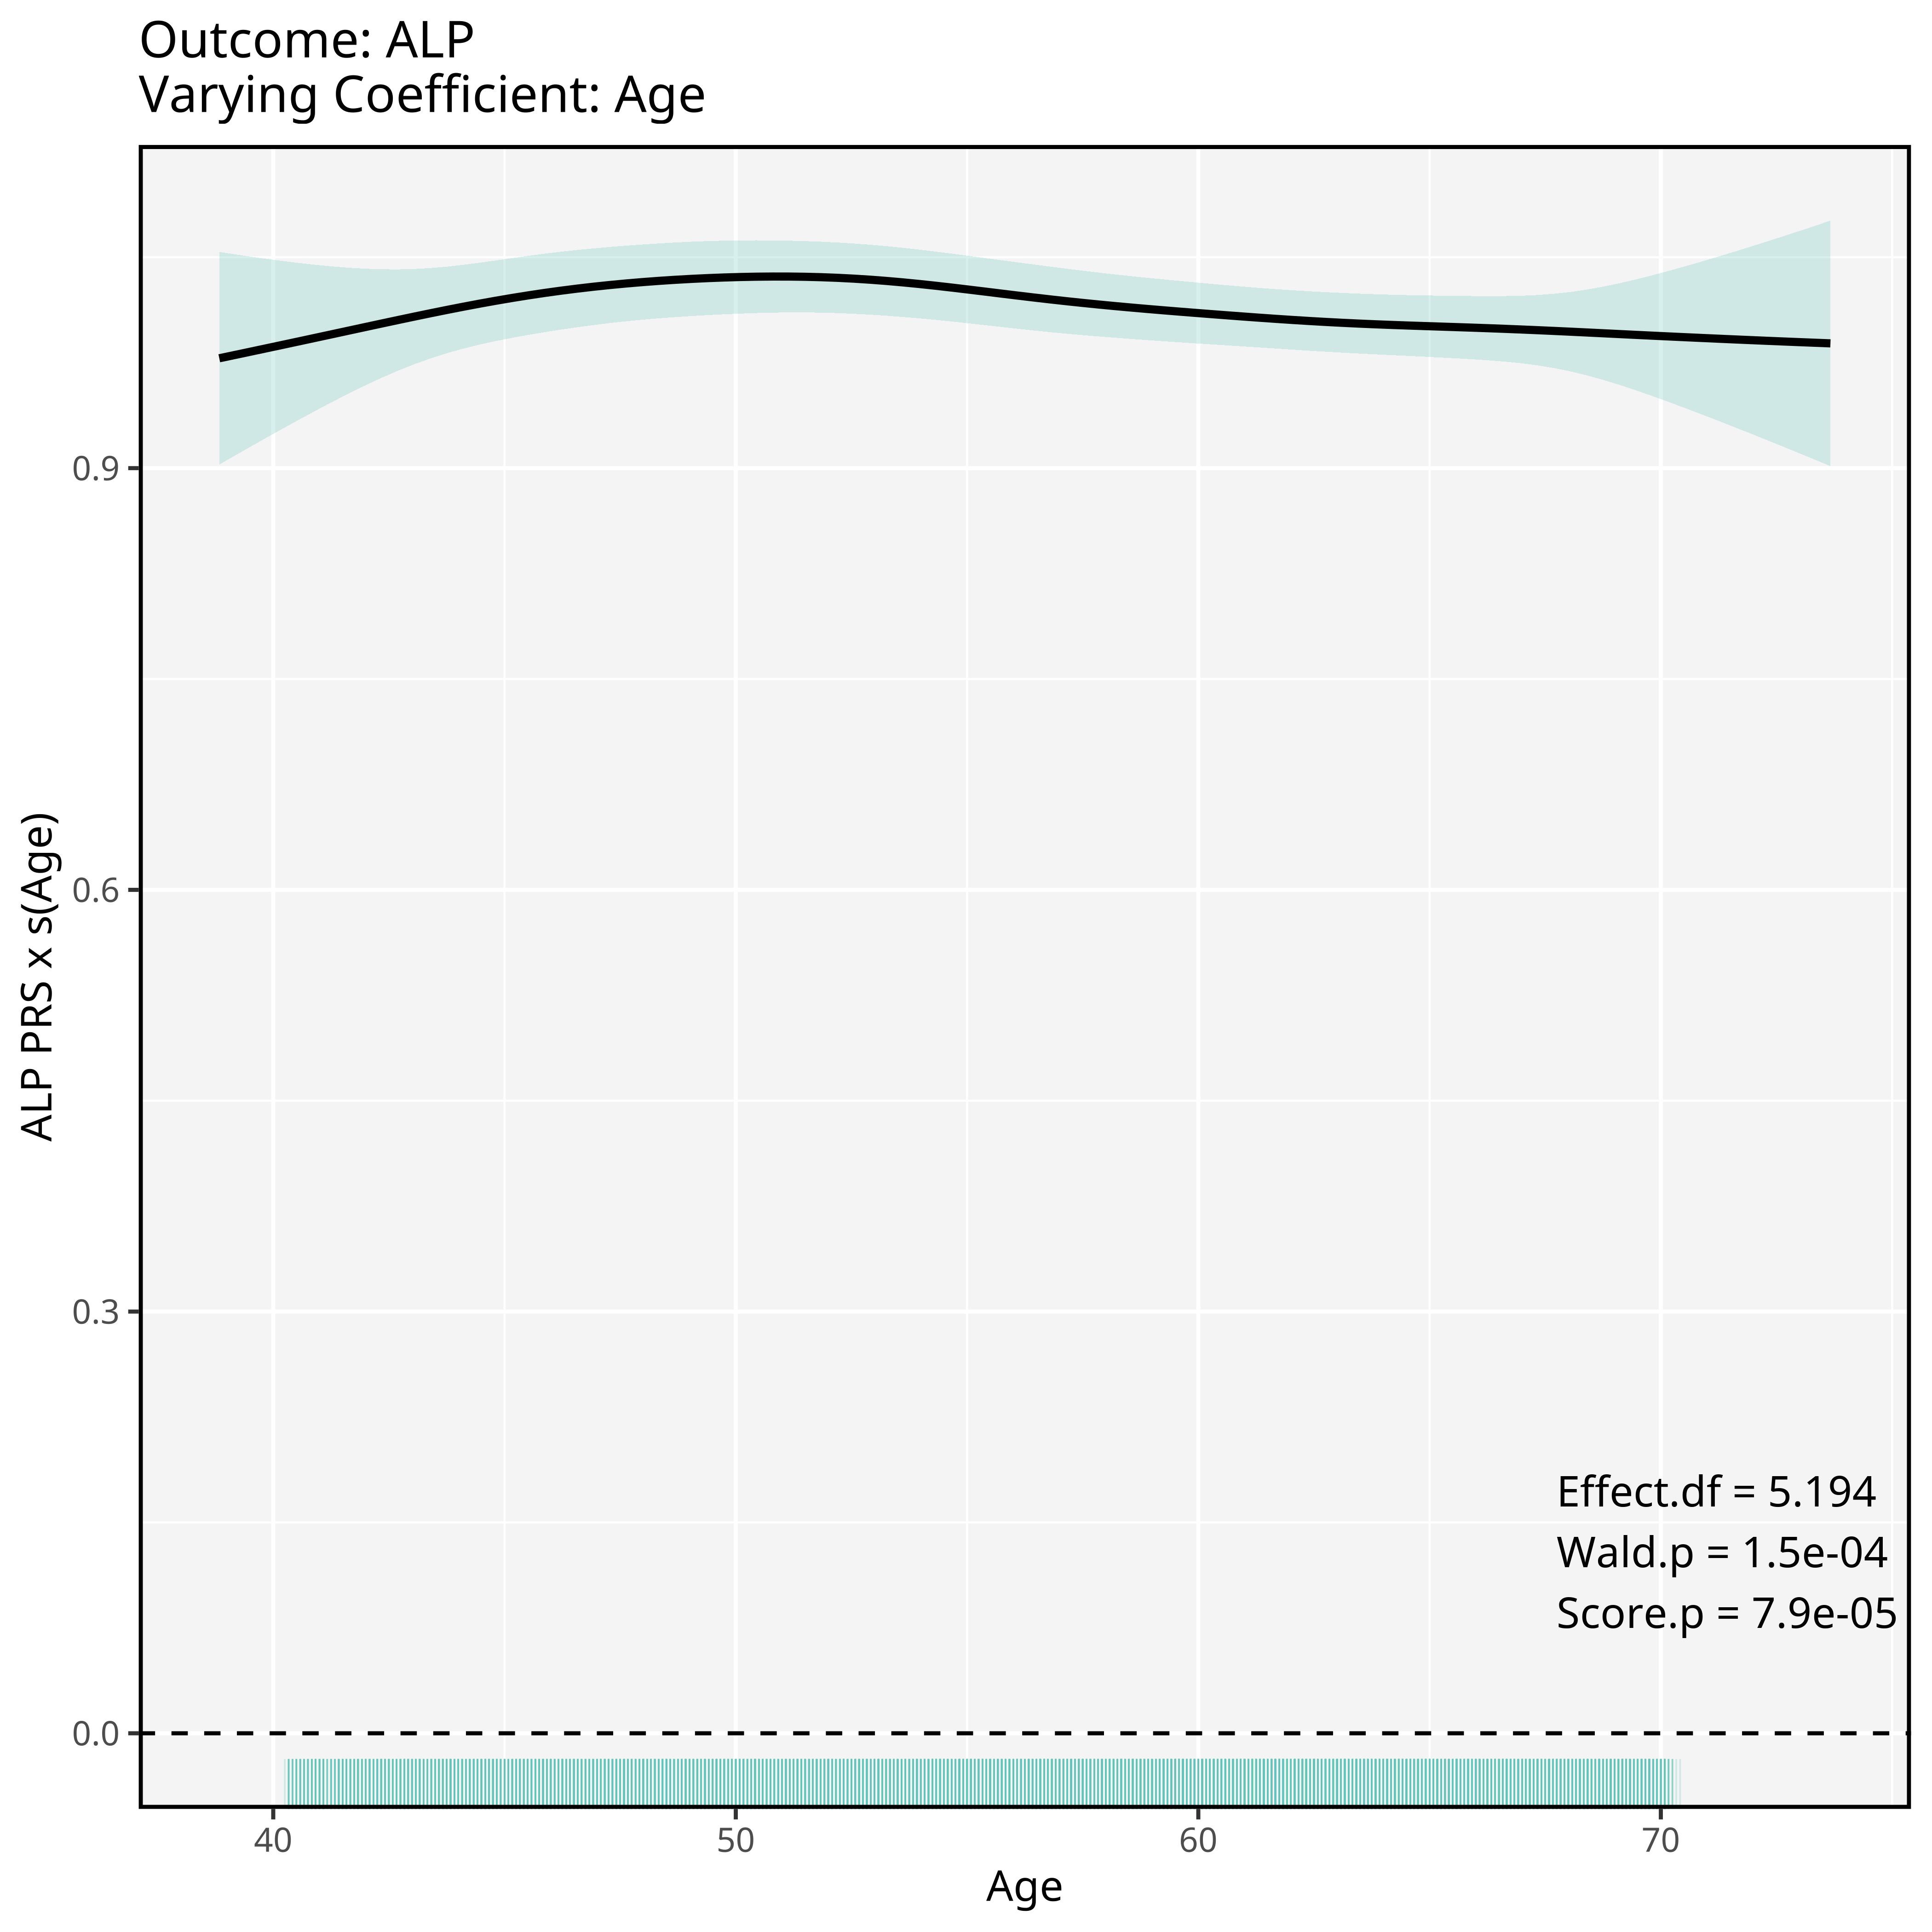 Outcome: ALP
Varying Coefficient: Age
ALP PRS x s(Age)
0.9
0.6
0.3
0.0
Effect.df = 5.194
Wald.p = 1.5e-04
Score.p = 7.9e-05
40 50 60 70
Age